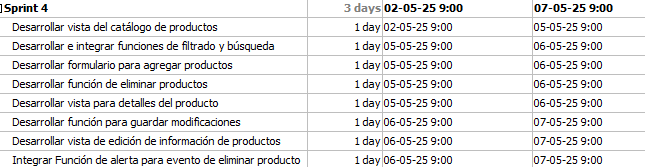 Sprint 4 3 days 02-05-25 9:00 07-05-25 9:00
Desarrollar vista del catálogo de productos 1 day 02-05-25 9:00 05-05-25 9:00
Desarrollar e integrar funciones de filtrado y búsqueda 1 day 05-05-25 9:00 06-05-25 9:00
Desarrollar formulario para agregar productos 1 day 05-05-25 9:00 06-05-25 9:00
Desarrollar función de eliminar productos 1 day 05-05-25 9:00 06-05-25 9:00
Desarrollar vista para detalles del producto 1 day 05-05-25 9:00 06-05-25 9:00
Desarrollar función para guardar modificaciones 1 day 06-05-25 9:00 07-05-25 9:00
Desarrollar vista de edición de información de productos 1 day 06-05-25 9:00 07-05-25 9:00
Integrar Función de alerta para evento de eliminar producto 1 day 06-05-25 9:00 07-05-25 9:00